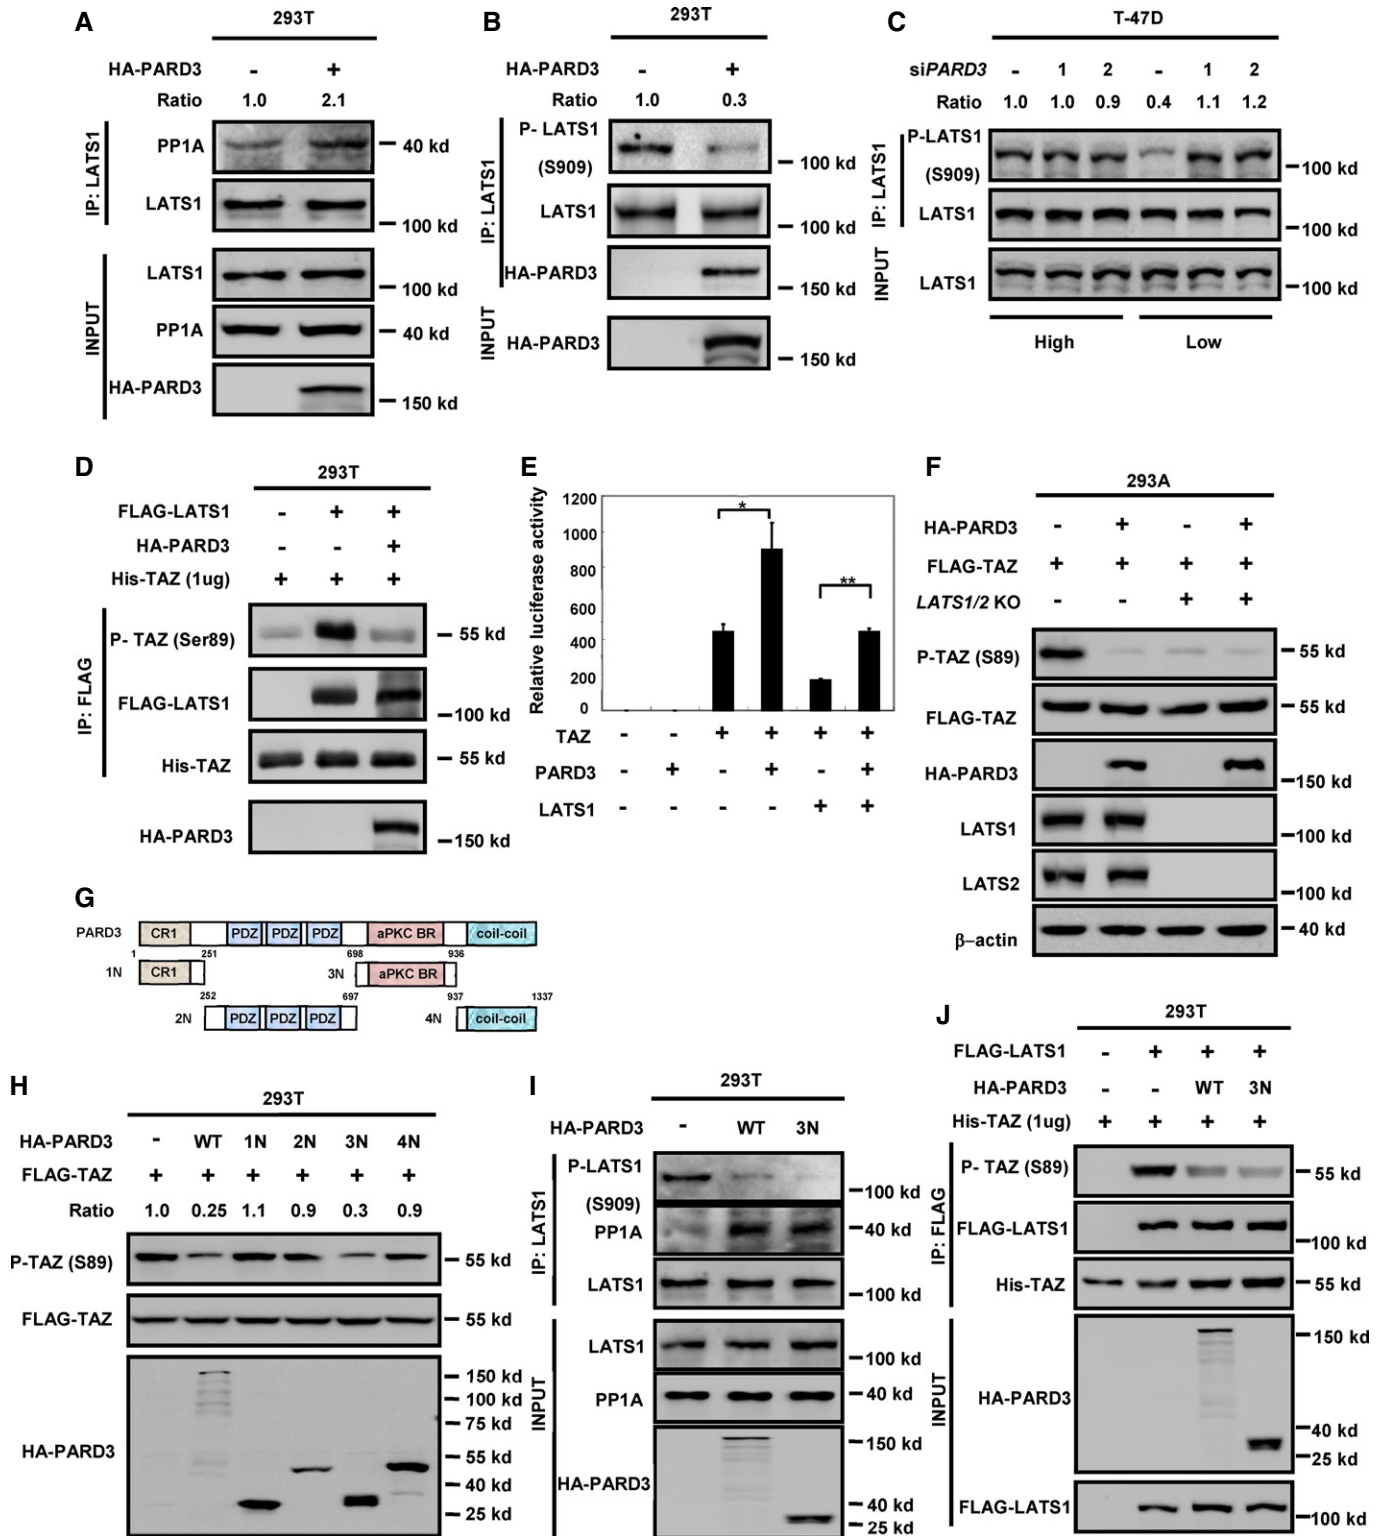 A
293T
HA-PARD3 - +
Ratio 1.0 2.1
IP: LATS1
PP1A 40 kd
LATS1 100 kd
INPUT
LATS1 100 kd
PP1A 40 kd
HA-PARD3 150 kd
B
293T
HA-PARD3 - +
Ratio 1.0 0.3
IP: LATS1
P- LATS1
(S909) 100 kd
LATS1 100 kd
HA-PARD3 150 kd
INPUT
HA-PARD3 150 kd
C
T-47D
siPARD3 - 1 2 - 1 2
Ratio 1.0 1.0 0.9 0.4 1.1 1.2
IP: LATS1
P-LATS1
(S909) 100 kd
LATS1 100 kd
INPUT
LATS1 100 kd
High Low
D
293T
FLAG-LATS1 - + +
HA-PARD3 - - +
His-TAZ (1ug) + + +
IP: FLAG
P- TAZ (Ser89) 55 kd
FLAG-LATS1 100 kd
His-TAZ 55 kd
HA-PARD3 150 kd
E
Relative luciferase activity
1200
1000
800
600
400
200
0
* **
TAZ - - + + + +
PARD3 - + - + - +
LATS1 - - - - + +
F
293A
HA-PARD3 - + - +
FLAG-TAZ + + + +
LATS1/2 KO - - + +
P-TAZ (S89) 55 kd
FLAG-TAZ 55 kd
HA-PARD3 150 kd
LATS1 100 kd
LATS2 100 kd
β-actin 40 kd
G
PARD3 CR1 PDZ PDZ PDZ aPKC BR coil-coil
1 251 698 936
1N CR1 3N aPKC BR
252 697 937 1337
2N PDZ PDZ PDZ 4N coil-coil
H
293T
HA-PARD3 - WT 1N 2N 3N 4N
FLAG-TAZ + + + + + +
Ratio 1.0 0.25 1.1 0.9 0.3 0.9
P-TAZ (S89) 55 kd
FLAG-TAZ 55 kd
HA-PARD3
150 kd
100 kd
75 kd
55 kd
40 kd
25 kd
I
293T
HA-PARD3 - WT 3N
IP: LATS1
P-LATS1
(S909) 100 kd
PP1A 40 kd
LATS1 100 kd
INPUT
LATS1 100 kd
PP1A 40 kd
HA-PARD3
150 kd
40 kd
25 kd
J
293T
FLAG-LATS1 - + + +
HA-PARD3 - - WT 3N
His-TAZ (1ug) + + + +
IP: FLAG
P- TAZ (S89) 55 kd
FLAG-LATS1 100 kd
His-TAZ 55 kd
INPUT
HA-PARD3
150 kd
40 kd
25 kd
FLAG-LATS1 100 kd